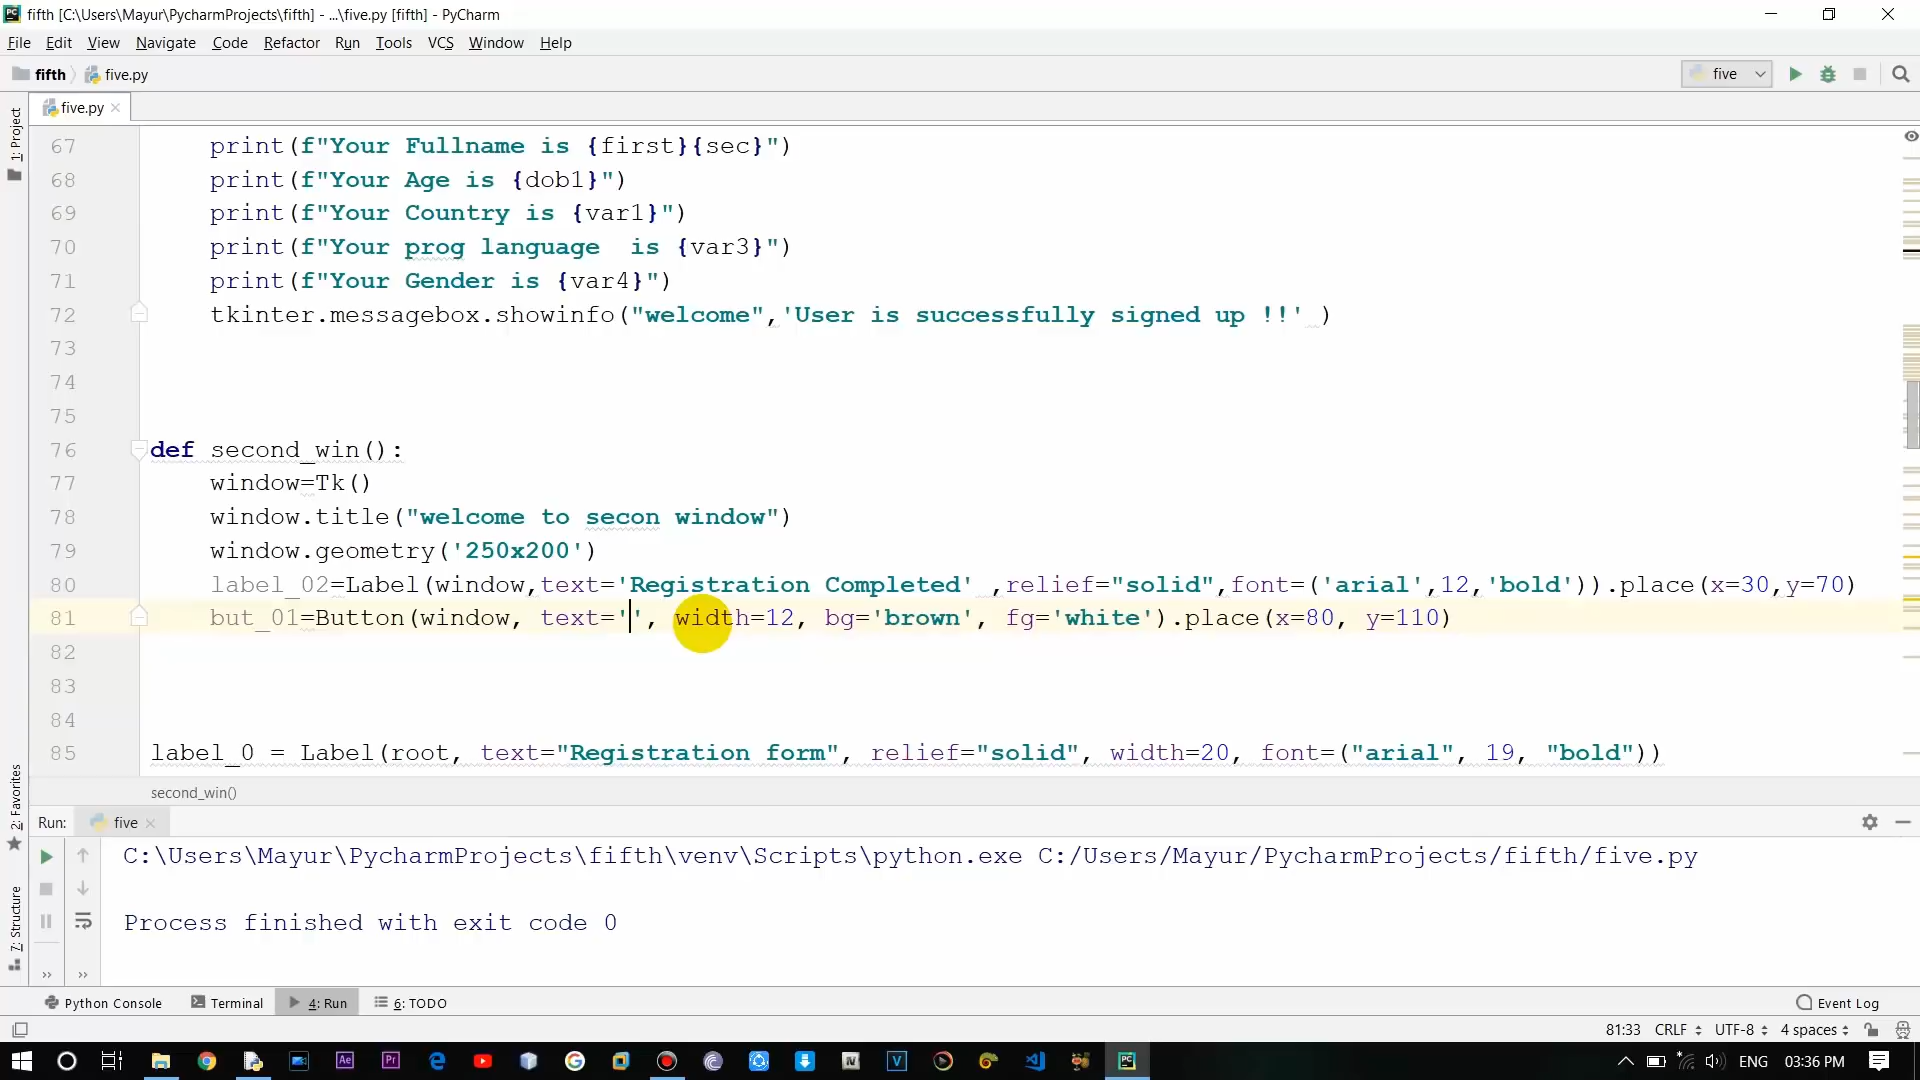 fifth [C:\Users\Mayur\PycharmProjects\fifth] - ...\five.py [fifth] - PyCharm
File Edit View Navigate Code Refactor Run Tools VCS Window Help
fifth five.py five
five.py
1: Project
67 print(f"Your Fullname is {first}{sec}")
68 print(f"Your Age is {dob1}")
69 print(f"Your Country is {var1}")
70 print(f"Your prog language  is {var3}")
71 print(f"Your Gender is {var4}")
72 tkinter.messagebox.showinfo("welcome",'User is successfully signed up !!' )
73
74
75
76 def second_win():
77 window=Tk()
78 window.title("welcome to secon window")
79 window.geometry('250x200')
80 label_02=Label(window,text='Registration Completed' ,relief="solid",font=('arial',12,'bold')).place(x=30,y=70)
81 but_01=Button(window, text='', width=12, bg='brown', fg='white').place(x=80, y=110)
82
83
84
85 label_0 = Label(root, text="Registration form", relief="solid", width=20, font=("arial", 19, "bold"))
second_win()
2: Favorites
7: Structure
Run: five
C:\Users\Mayur\PycharmProjects\fifth\venv\Scripts\python.exe C:/Users/Mayur/PycharmProjects/fifth/five.py
Process finished with exit code 0
Python Console Terminal 4: Run 6: TODO Event Log
81:33 CRLF UTF-8 4 spaces
Ae Pr N V PC ENG 03:36 PM